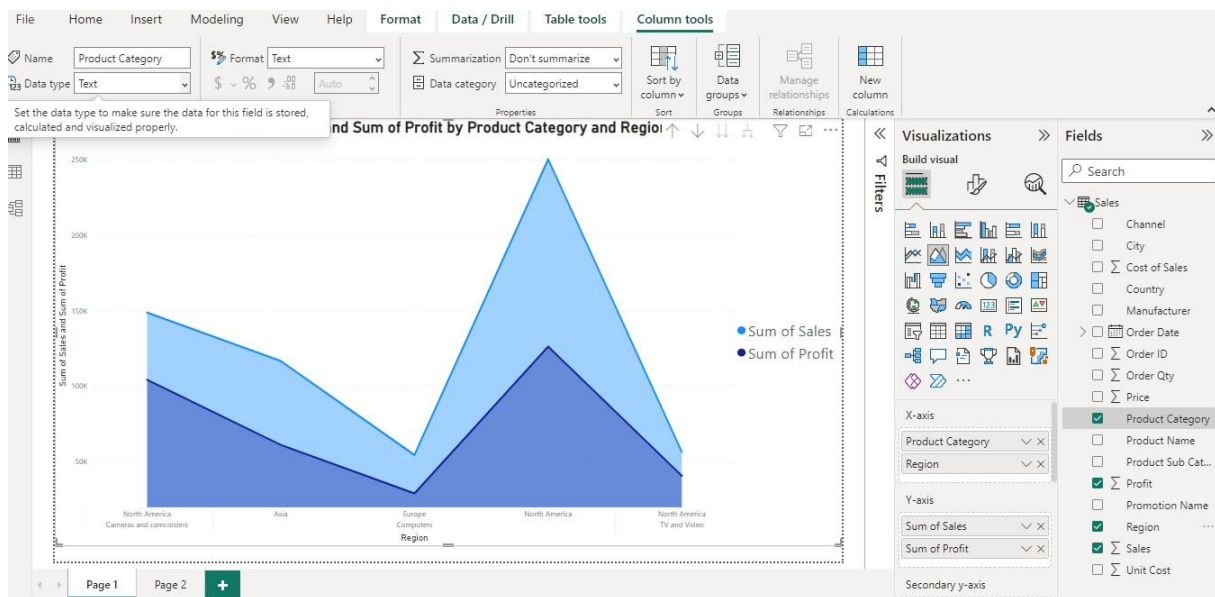 File Home Insert Modeling View Help Format Data / Drill Table tools Column tools
Name Product Category
Data type Text
$% Format Text
$ % 9 .00 Auto
Summarization Don't summarize
Data category Uncategorized
Properties
Sort by
column
Sort
Data
groups
Groups
Manage
relationships
Relationships
New
column
Calculations
Set the data type to make sure the data for this field is stored,
calculated and visualized properly.
nd Sum of Profit by Product Category and Region
250K
200K
150K
100K
50K
Sum of Sales and Sum of Profit
North America
Cameras and camcorders
Asia
Europe
Computers
North America
North America
TV and Video
Region
Sum of Sales
Sum of Profit
Filters
Visualizations
Build visual
123
R Py
X-axis
Product Category
Region
Y-axis
Sum of Sales
Sum of Profit
Secondary y-axis
Fields
Search
Sales
Channel
City
Cost of Sales
Country
Manufacturer
Order Date
Order ID
Order Qty
Price
Product Category
Product Name
Product Sub Cat...
Profit
Promotion Name
Region
Sales
Unit Cost
Page 1 Page 2 +